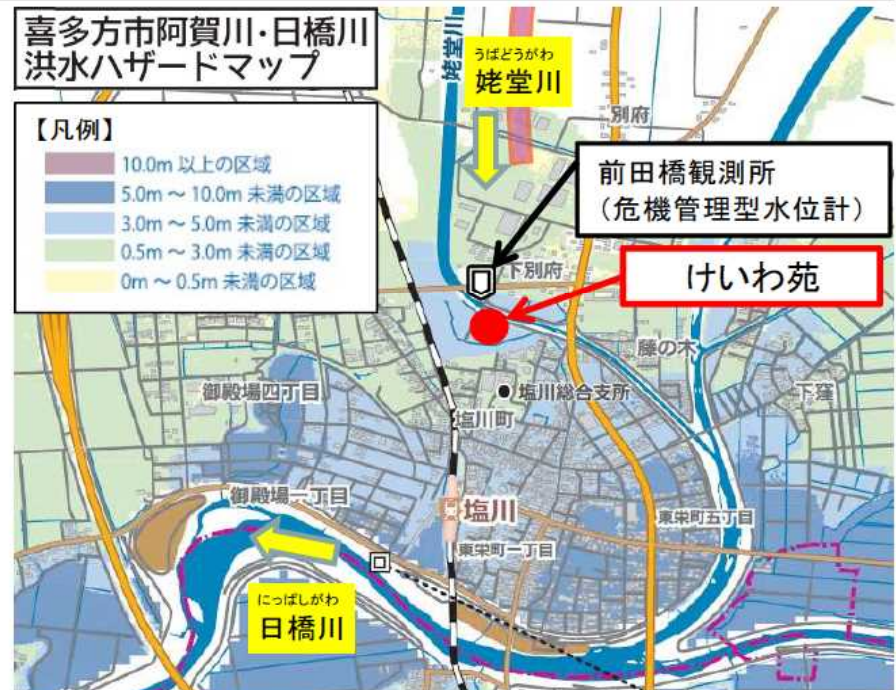 喜多方市阿賀川・日橋川
洪水ハザードマップ
【凡例】
10.0m 以上の区域
5.0m ～ 10.0m 未満の区域
3.0m ～ 5.0m 未満の区域
0.5m ～ 3.0m 未満の区域
0m ～ 0.5m 未満の区域
姥堂川
うばどうがわ
姥堂川
別府
前田橋観測所
（危機管理型水位計）
下別府
けいわ苑
藤の木
御殿場四丁目
塩川総合支所
下窪
塩川町
御殿場一丁目
塩川
東栄町五丁目
東栄町一丁目
にっぱしがわ
日橋川